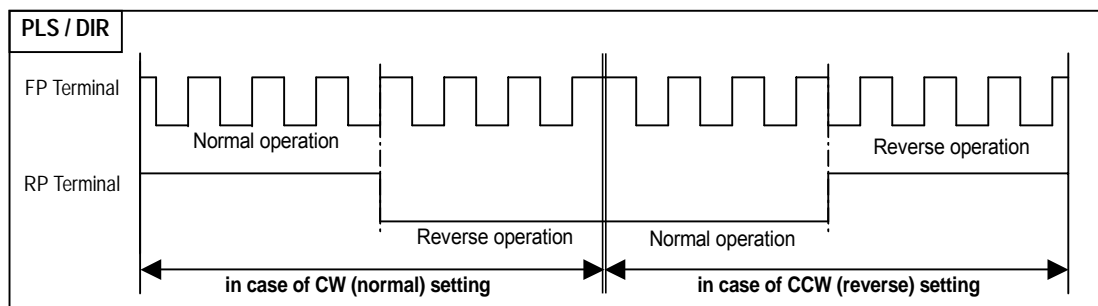 PLS / DIR
FP Terminal
Normal operation
Reverse operation
RP Terminal
Reverse operation
Normal operation
in case of CW (normal) setting
in case of CCW (reverse) setting